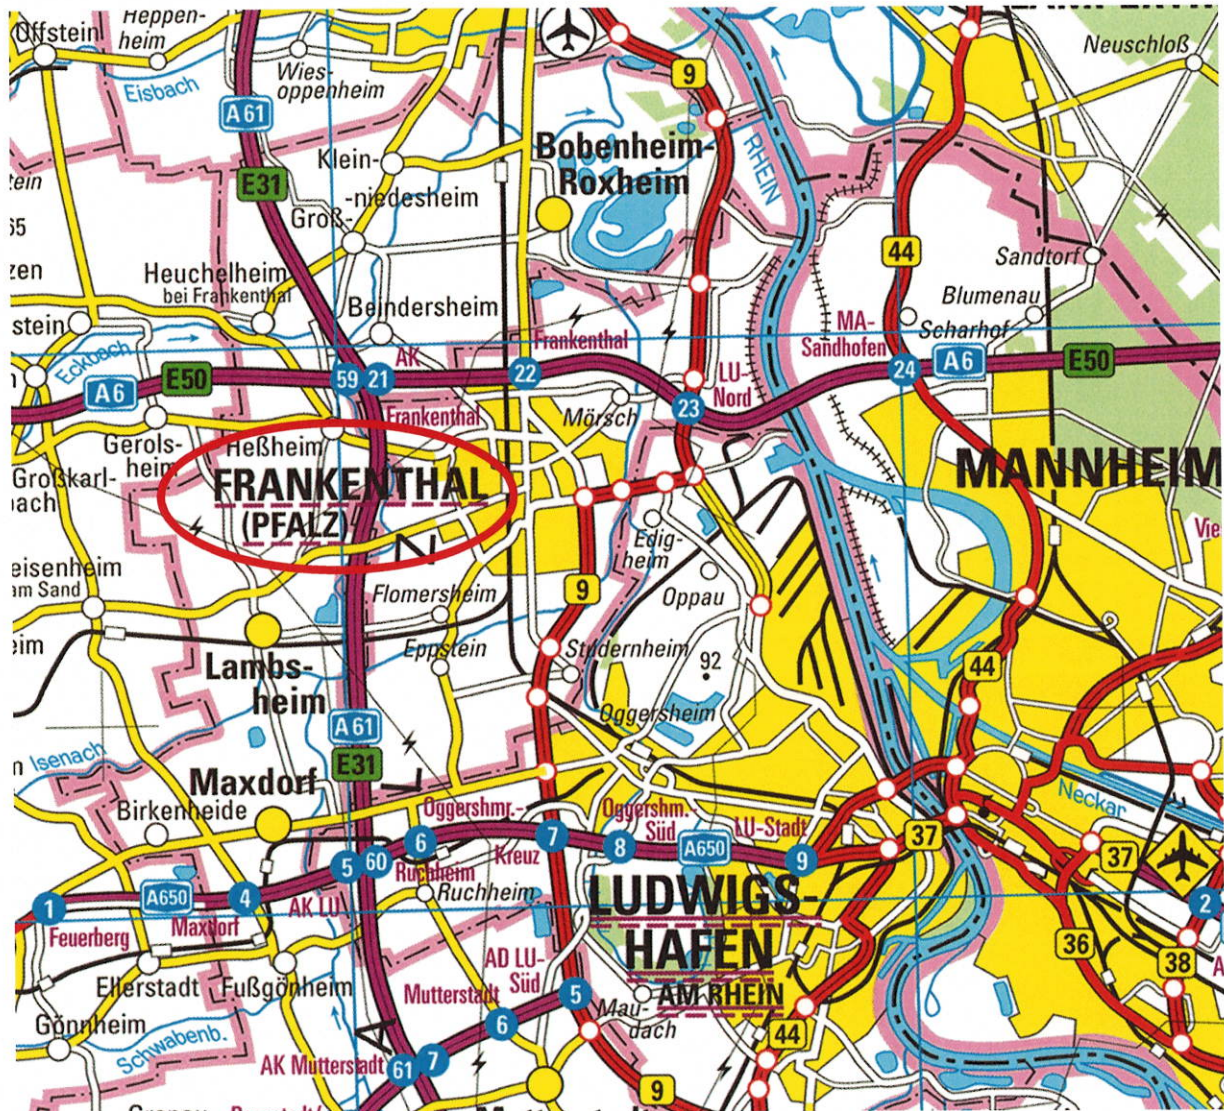 Offstein
Heppen-
heim
Wies-
oppenheim
Eisbach
A 61
E31
9
Neuschloß
Klein-
-niedesheim
Groß-
Bobenheim-
Roxheim
RHEIN
44
Sandtorf
Heuchelheim
bei Frankenthal
Beindersheim
Blumenau
Scharhof
MA-
Sandhofen
stein
Eckbach
A 6
E50
59
21
AK
Frankenthal
22
Frankenthal
23
LU-
Nord
24
A 6
E50
Mörsch
Gerols-
heim
Heßheim
Großkarl-
bach
FRANKENTHAL
(PFALZ)
MANNHEIM
Edig-
heim
Oppau
9
eisenheim
am Sand
Flomersheim
Eppstein
Studernheim
92
Oggersheim
44
Lambs-
heim
A 61
E31
Isenach
Maxdorf
Birkenheide
Neckar
Oggershmr.-
Kreuz
6
Ruchheim
7
Oggershm.-
Süd
8
A650
LU-Stadt
9
37
37
5
60
AK LU
Ruchheim
1
Feuerberg
A650
Maxdorf
4
LUDWIGS-
HAFEN
AM RHEIN
2
36
38
Ellerstadt
Fußgönheim
AD LU-
Süd
5
Mutterstadt
6
Mau-
dach
Gönnheim
Schwabenb.
AK Mutterstadt
61
7
44
9